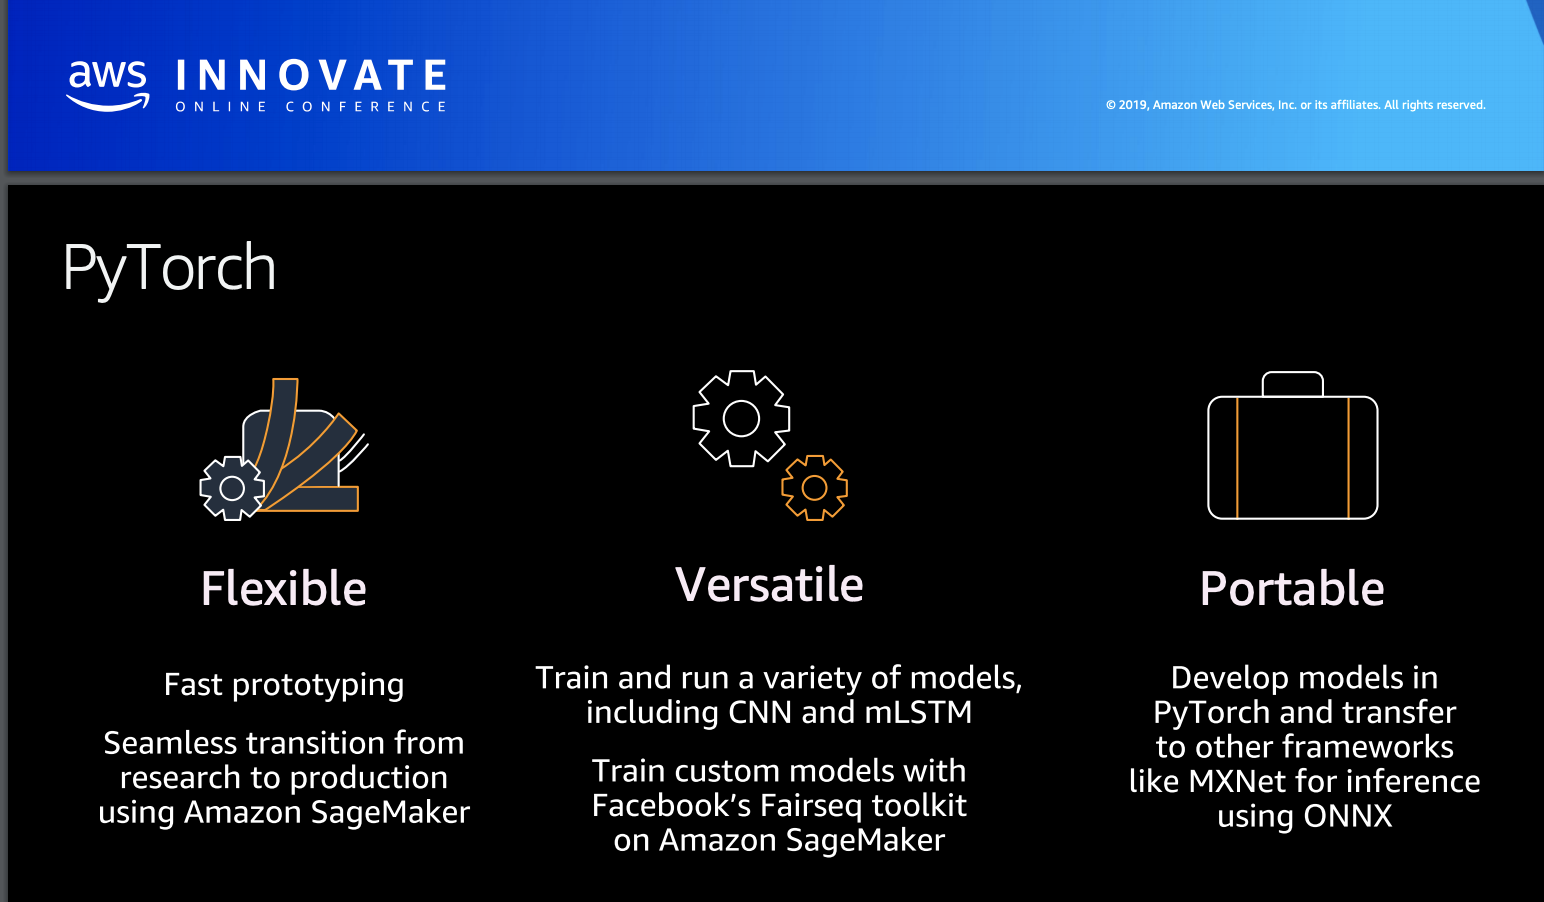 aws INNOVATE
ONLINE CONFERENCE
© 2019, Amazon Web Services, Inc. or its affiliates. All rights reserved.
PyTorch
Flexible
Fast prototyping
Seamless transition from
research to production
using Amazon SageMaker
Versatile
Train and run a variety of models,
including CNN and mLSTM
Train custom models with
Facebook’s Fairseq toolkit
on Amazon SageMaker
Portable
Develop models in
PyTorch and transfer
to other frameworks
like MXNet for inference
using ONNX